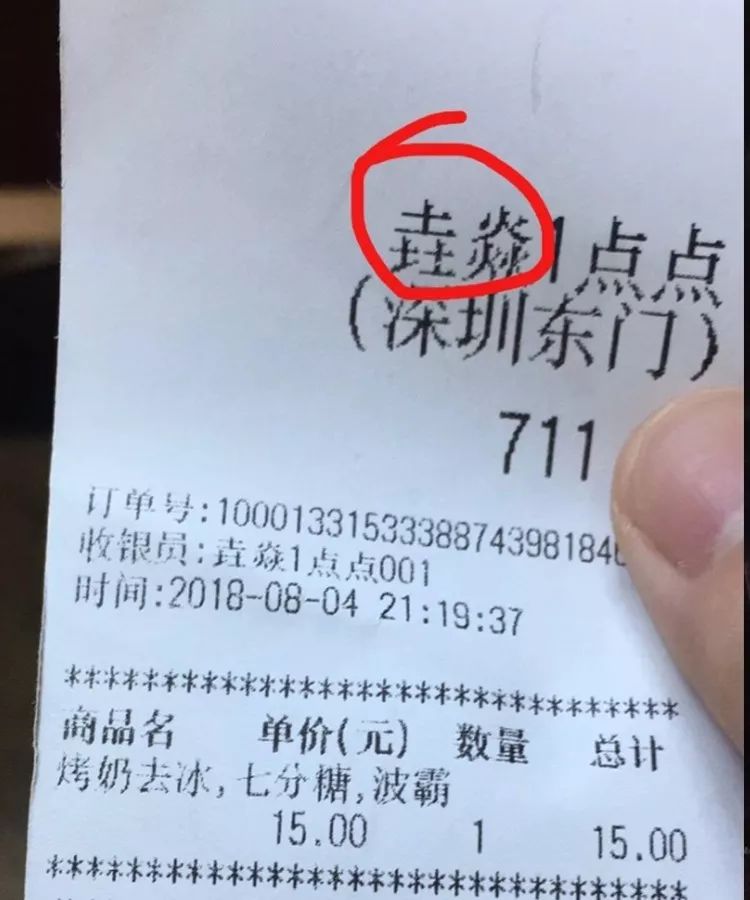 垚焱1点点
(深圳东门)
711
订单号:1000133153338874398184
收银员:垚焱1点点001
时间:2018-08-04 21:19:37
*********************************
商品名 单价(元) 数量 总计
烤奶去冰,七分糖,波霸
15.00 1 15.00
*********************************